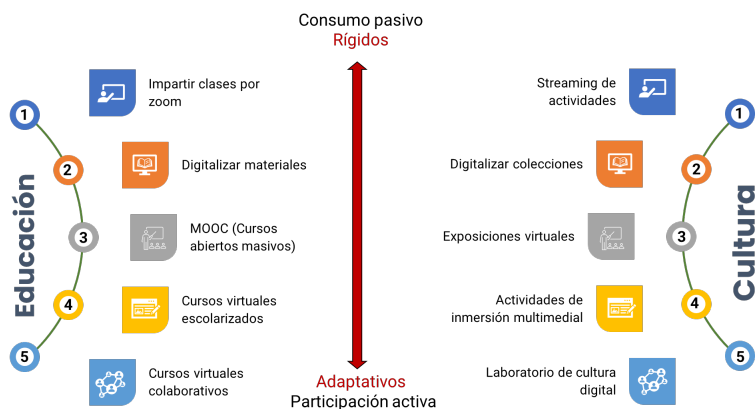 Consumo pasivo
Rígidos
Educación
1
Impartir clases por
zoom
2
Digitalizar materiales
3
MOOC (Cursos
abiertos masivos)
4
Cursos virtuales
escolarizados
5
Cursos virtuales
colaborativos
Streaming de
actividades
1
Digitalizar colecciones
2
Exposiciones virtuales
3
Actividades de
inmersión multimedial
4
Laboratorio de cultura
digital
5
Cultura
Adaptativos
Participación activa